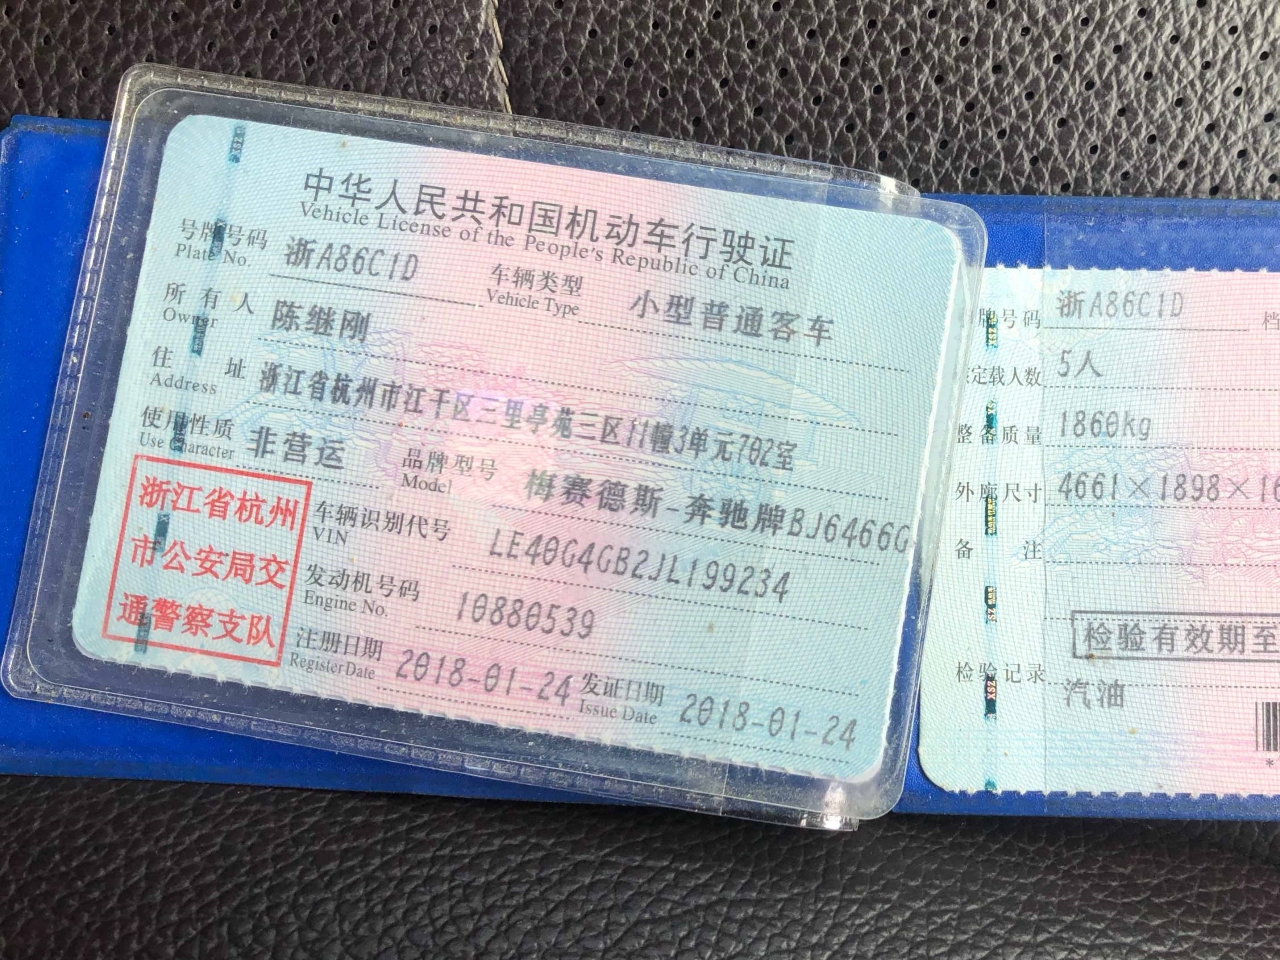 中华人民共和国机动车行驶证
Vehicle License of the People's Republic of China
号牌号码 浙A86C1D 车辆类型 小型普通客车
Plate No. Vehicle Type
所有人 陈继刚
Owner
住址 浙江省杭州市江干区三里亭苑三区11幢3单元702室
Address
使用性质 非营运 品牌型号 梅赛德斯-奔驰牌BJ6466G
Use Character Model
浙江省杭州
市公安局交
通警察支队
车辆识别代号 LE40G4GB2JL199234
VIN
发动机号码 10880539
Engine No.
注册日期 2018-01-24 发证日期 2018-01-24
Register Date Issue Date
牌号码 浙A86C1D 档
定载人数 5人
整备质量 1860kg
外廓尺寸 4661×1898×16
备注
检验有效期至
检验记录
汽油
*